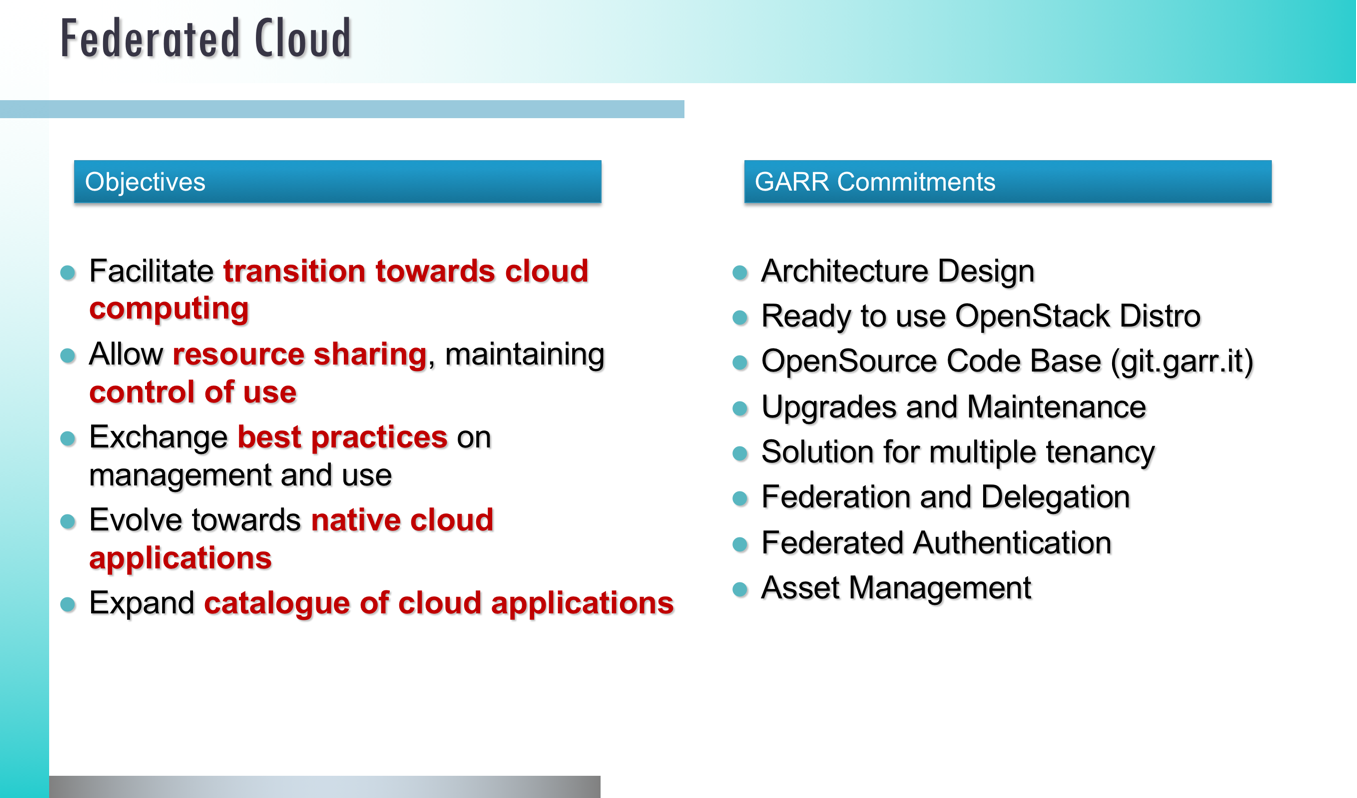 Federated Cloud
Objectives
Facilitate transition towards cloud
computing
Allow resource sharing, maintaining
control of use
Exchange best practices on
management and use
Evolve towards native cloud
applications
Expand catalogue of cloud applications
GARR Commitments
Architecture Design
Ready to use OpenStack Distro
OpenSource Code Base (git.garr.it)
Upgrades and Maintenance
Solution for multiple tenancy
Federation and Delegation
Federated Authentication
Asset Management